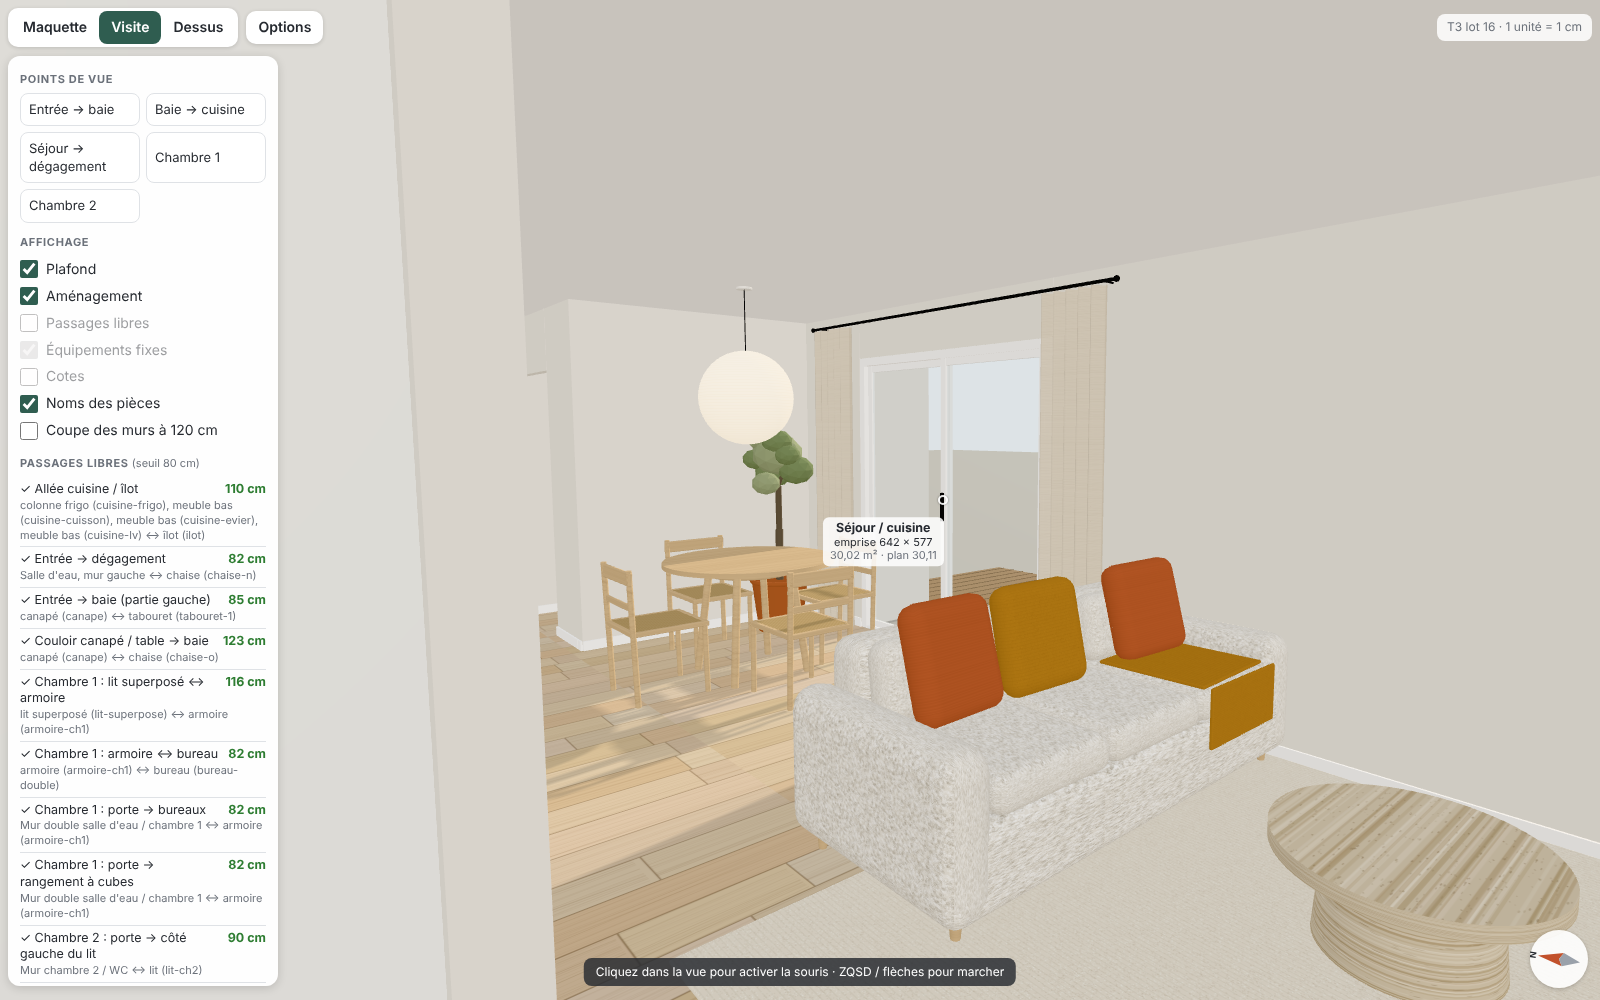 Maquette
Visite
Dessus
Options
T3 lot 16 · 1 unité = 1 cm
POINTS DE VUE
Entrée → baie
Baie → cuisine
Séjour →
dégagement
Chambre 1
Chambre 2
AFFICHAGE
Plafond
Aménagement
Passages libres
Équipements fixes
Cotes
Noms des pièces
Coupe des murs à 120 cm
PASSAGES LIBRES (seuil 80 cm)
✓ Allée cuisine / îlot 110 cm
colonne frigo (cuisine-frigo), meuble bas
(cuisine-cuisson), meuble bas (cuisine-evier),
meuble bas (cuisine-lv) ↔ îlot (ilot)
✓ Entrée → dégagement 82 cm
Salle d'eau, mur gauche ↔ chaise (chaise-n)
✓ Entrée → baie (partie gauche) 85 cm
canapé (canape) ↔ tabouret (tabouret-1)
✓ Couloir canapé / table → baie 123 cm
canapé (canape) ↔ chaise (chaise-o)
✓ Chambre 1 : lit superposé ↔ 116 cm
armoire
lit superposé (lit-superpose) ↔ armoire
(armoire-ch1)
✓ Chambre 1 : armoire ↔ bureau 82 cm
armoire (armoire-ch1) ↔ bureau (bureau-
double)
✓ Chambre 1 : porte → bureaux 82 cm
Mur double salle d'eau / chambre 1 ↔ armoire
(armoire-ch1)
✓ Chambre 1 : porte → 82 cm
rangement à cubes
Mur double salle d'eau / chambre 1 ↔ armoire
(armoire-ch1)
✓ Chambre 2 : porte → côté 90 cm
gauche du lit
Mur chambre 2 / WC ↔ lit (lit-ch2)
Séjour / cuisine
emprise 642 × 577
30,02 m² · plan 30,11
Cliquez dans la vue pour activer la souris · ZQSD / flèches pour marcher
N